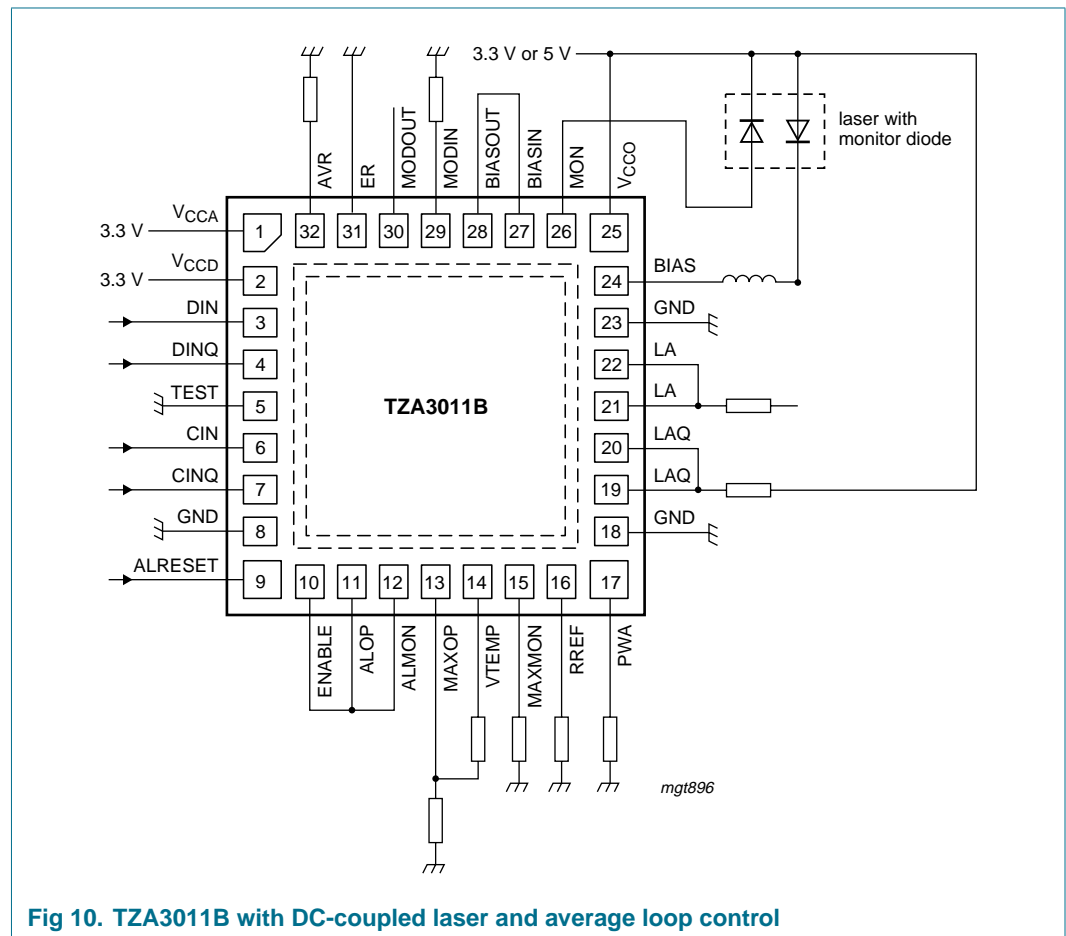 3.3 V or 5 V
laser with
monitor diode
AVR
ER
MODOUT
MODIN
BIASOUT
BIASIN
MON
VCCO
VCCA
3.3 V
1
32
31
30
29
28
27
26
25
VCCD
3.3 V
2
24
BIAS
DIN
3
23
GND
DINQ
4
22
LA
TEST
5
TZA3011B
21
LA
CIN
6
20
LAQ
CINQ
7
19
LAQ
GND
8
18
GND
ALRESET
9
10
11
12
13
14
15
16
17
ENABLE
ALOP
ALMON
MAXOP
VTEMP
MAXMON
RREF
PWA
mgt896
Fig 10. TZA3011B with DC-coupled laser and average loop control